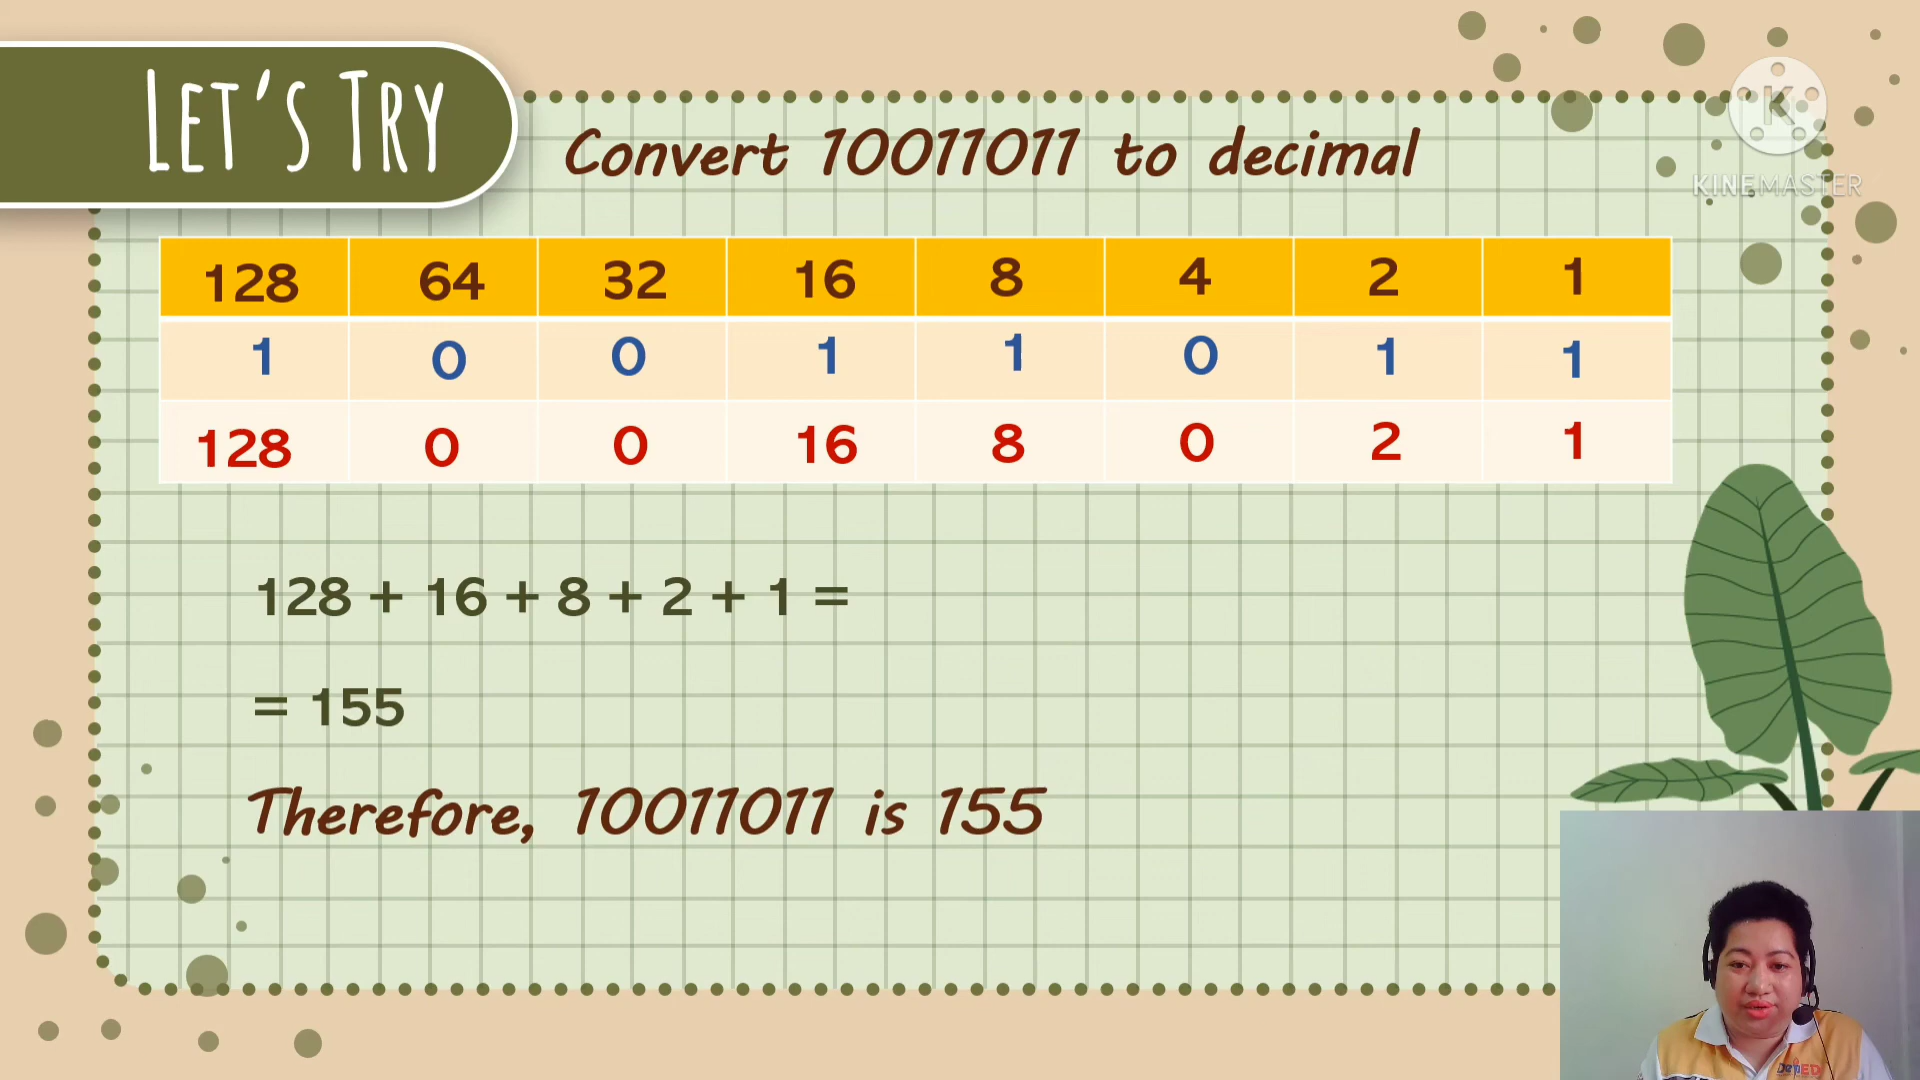 LET'S TRY
Convert 10011011 to decimal
KINEMASTER
128 64 32 16 8 4 2 1
1 0 0 1 1 0 1 1
128 0 0 16 8 0 2 1
128 + 16 + 8 + 2 + 1 =
= 155
Therefore, 10011011 is 155
DepED